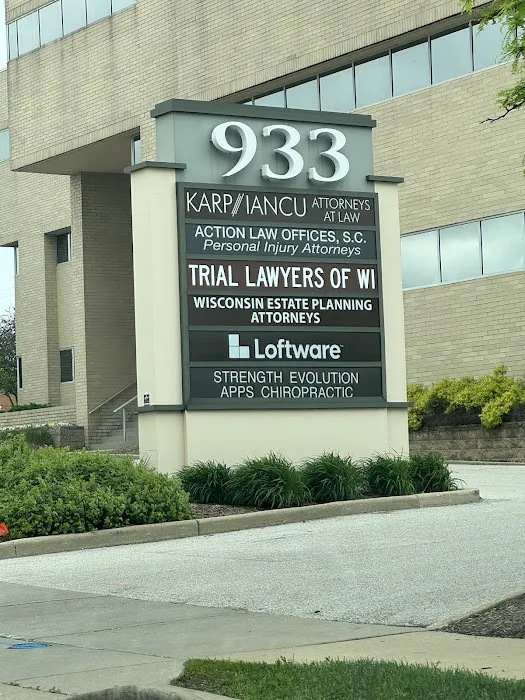 933
KARP//IANCU ATTORNEYS AT LAW
ACTION LAW OFFICES, S.C.
Personal Injury Attorneys
TRIAL LAWYERS OF WI
WISCONSIN ESTATE PLANNING
ATTORNEYS
Loftware
STRENGTH EVOLUTION
APPS CHIROPRACTIC